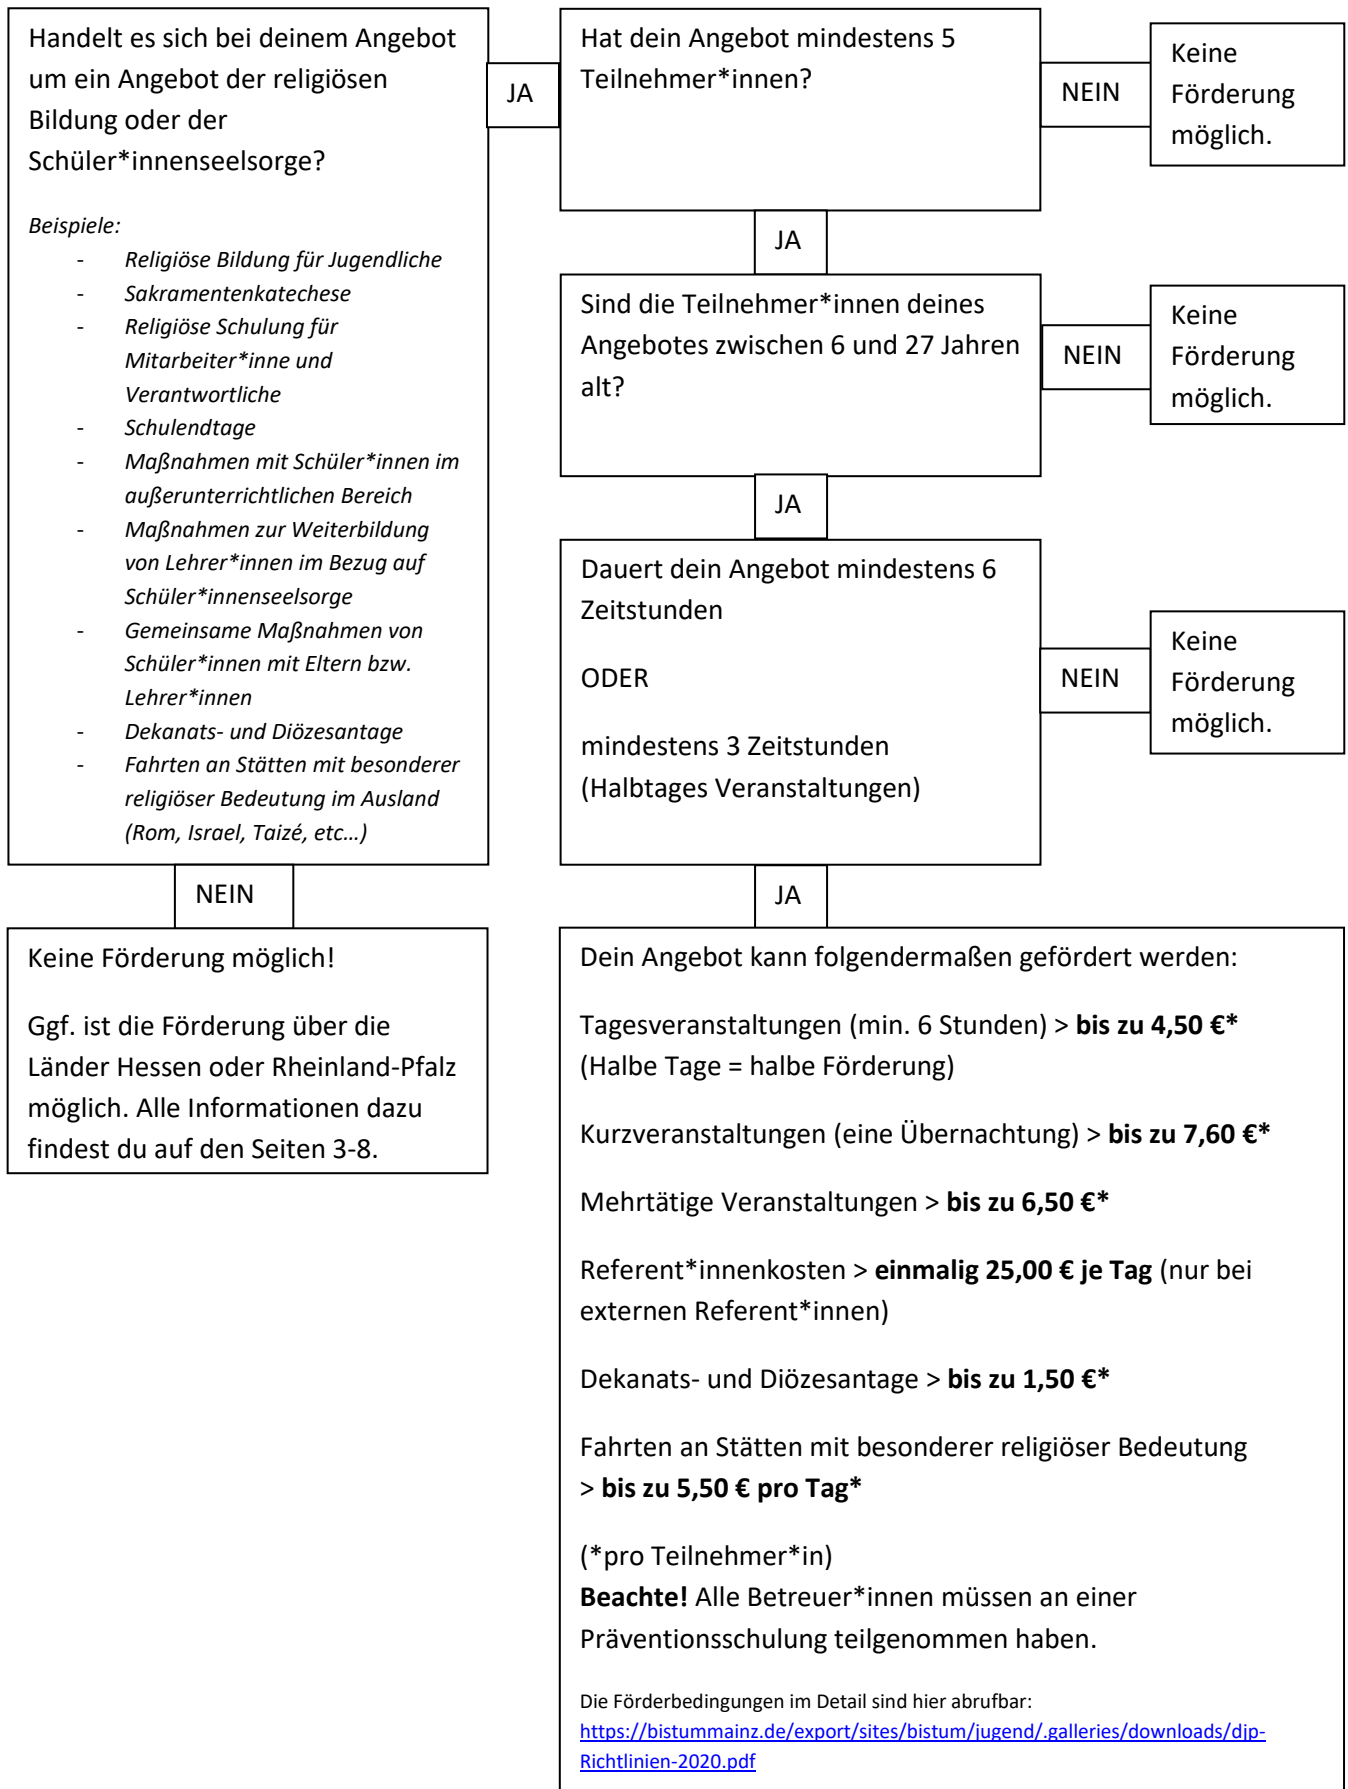 Handelt es sich bei deinem Angebot
um ein Angebot der religiösen
Bildung oder der
Schüler*innenseelsorge?
Beispiele:
- Religiöse Bildung für Jugendliche
- Sakramentenkatechese
- Religiöse Schulung für
Mitarbeiter*inne und
Verantwortliche
- Schulendtage
- Maßnahmen mit Schüler*innen im
außerunterrichtlichen Bereich
- Maßnahmen zur Weiterbildung
von Lehrer*innen im Bezug auf
Schüler*innenseelsorge
- Gemeinsame Maßnahmen von
Schüler*innen mit Eltern bzw.
Lehrer*innen
- Dekanats- und Diözesantage
- Fahrten an Stätten mit besonderer
religiöser Bedeutung im Ausland
(Rom, Israel, Taizé, etc…)
NEIN
Keine Förderung möglich!
Ggf. ist die Förderung über die
Länder Hessen oder Rheinland-Pfalz
möglich. Alle Informationen dazu
findest du auf den Seiten 3-8.
JA
Hat dein Angebot mindestens 5
Teilnehmer*innen?
NEIN
Keine
Förderung
möglich.
JA
Sind die Teilnehmer*innen deines
Angebotes zwischen 6 und 27 Jahren
alt?
NEIN
Keine
Förderung
möglich.
JA
Dauert dein Angebot mindestens 6
Zeitstunden
ODER
mindestens 3 Zeitstunden
(Halbtages Veranstaltungen)
NEIN
Keine
Förderung
möglich.
JA
Dein Angebot kann folgendermaßen gefördert werden:
Tagesveranstaltungen (min. 6 Stunden) > bis zu 4,50 €*
(Halbe Tage = halbe Förderung)
Kurzveranstaltungen (eine Übernachtung) > bis zu 7,60 €*
Mehrtätige Veranstaltungen > bis zu 6,50 €*
Referent*innenkosten > einmalig 25,00 € je Tag (nur bei
externen Referent*innen)
Dekanats- und Diözesantage > bis zu 1,50 €*
Fahrten an Stätten mit besonderer religiöser Bedeutung
> bis zu 5,50 € pro Tag*
(*pro Teilnehmer*in)
Beachte! Alle Betreuer*innen müssen an einer
Präventionsschulung teilgenommen haben.
Die Förderbedingungen im Detail sind hier abrufbar:
https://bistummainz.de/export/sites/bistum/jugend/.galleries/downloads/djp-
Richtlinien-2020.pdf